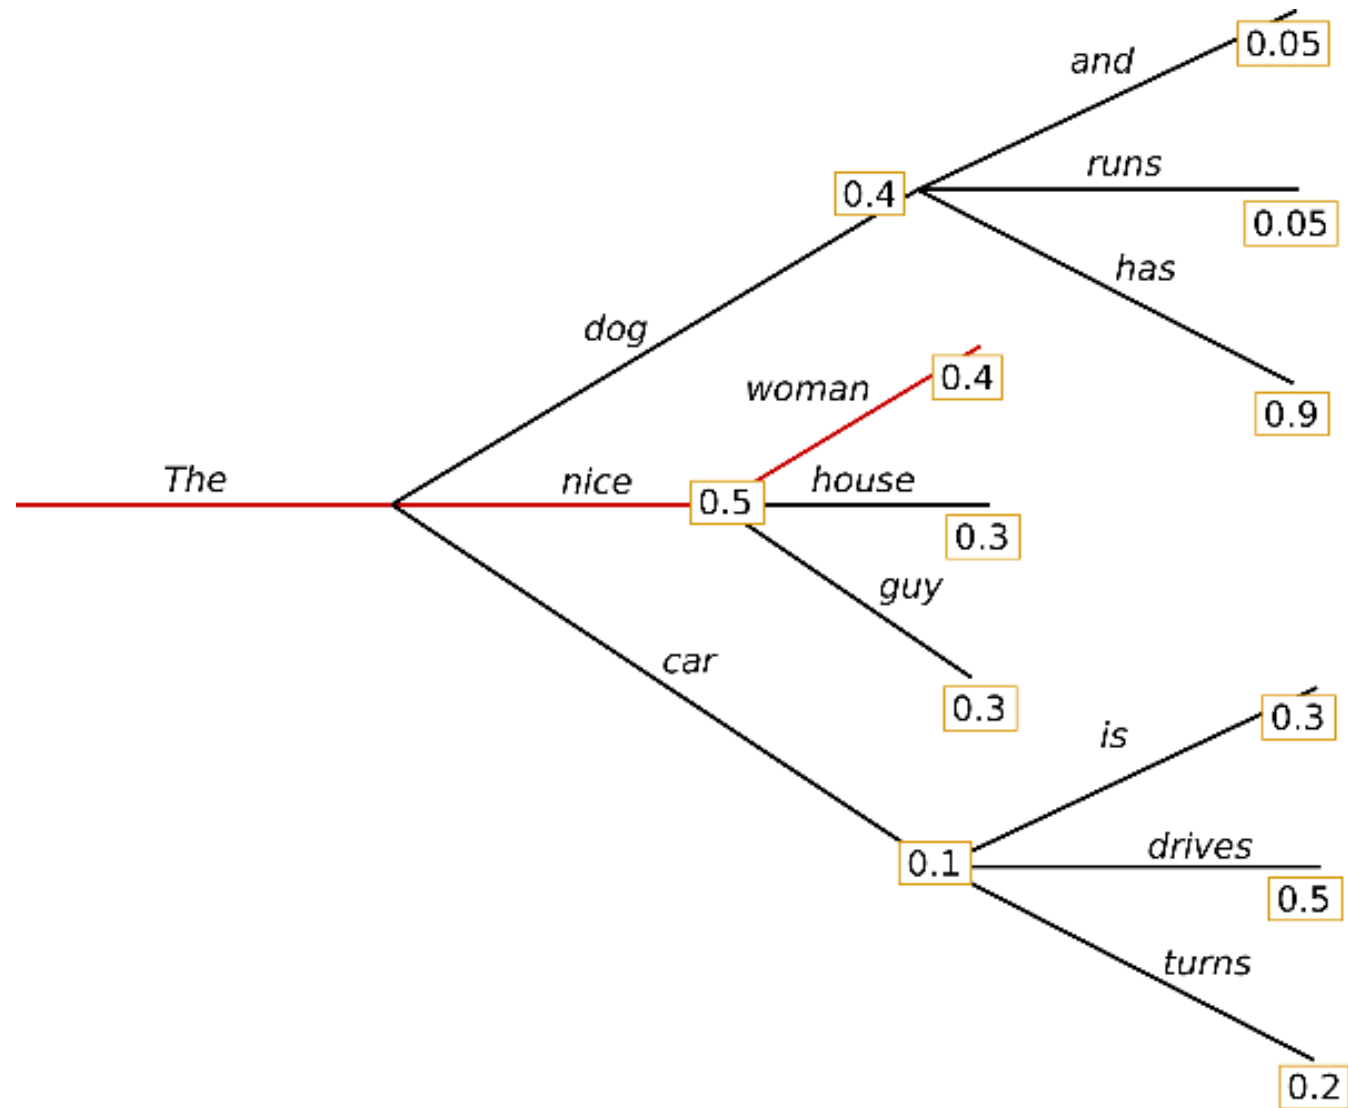 and
0.05
runs
0.4
0.05
has
dog
0.4
woman
0.9
The
nice
0.5
house
0.3
guy
car
0.3
0.3
is
drives
0.1
0.5
turns
0.2